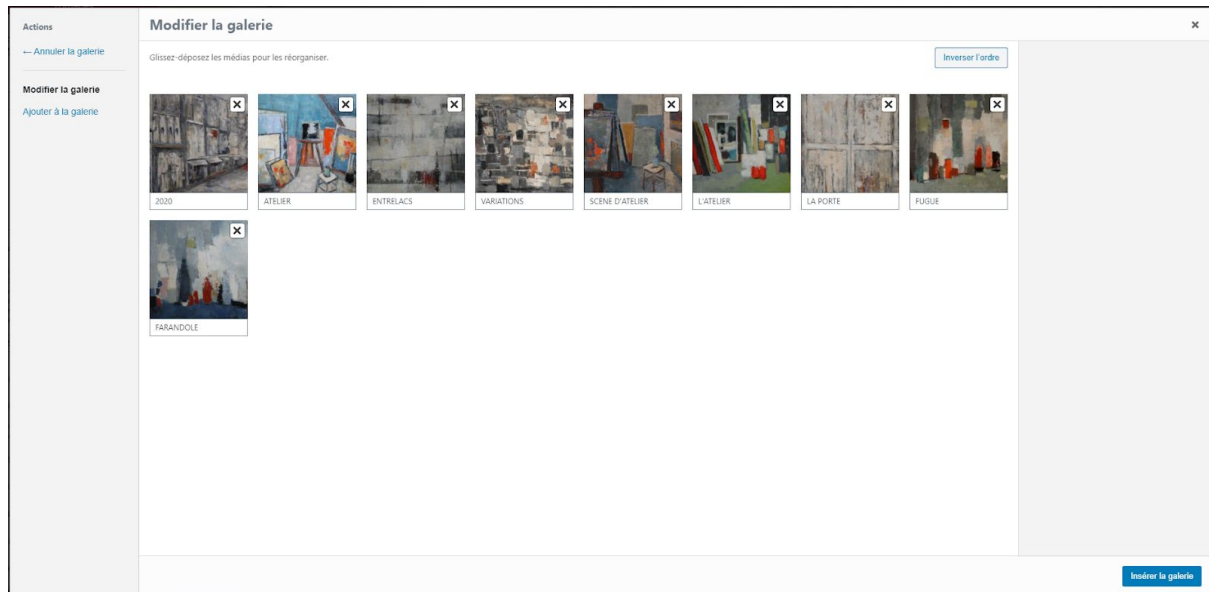 Actions
← Annuler la galerie
Modifier la galerie
Ajouter à la galerie
Modifier la galerie
Glissez-déposez les médias pour les réorganiser.
Inverser l'ordre
2020
ATELIER
ENTRELACS
VARIATIONS
SCENE D'ATELIER
L'ATELIER
LA PORTE
FUGUE
FARANDOLE
Insérer la galerie